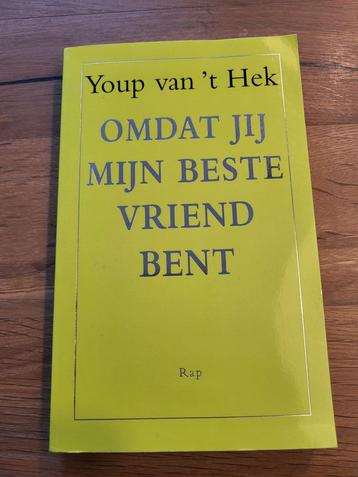 Youp van 't Hek
OMDAT JIJ
MIJN BESTE
VRIEND
BENT
Rap